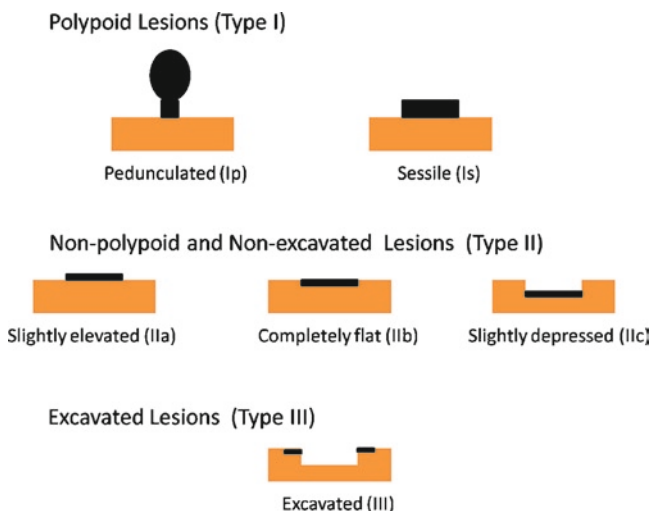 Polypoid Lesions (Type I)
Pedunculated (Ip)
Sessile (Is)
Non-polypoid and Non-excavated Lesions (Type II)
Slightly elevated (IIa)
Completely flat (IIb)
Slightly depressed (IIc)
Excavated Lesions (Type III)
Excavated (III)